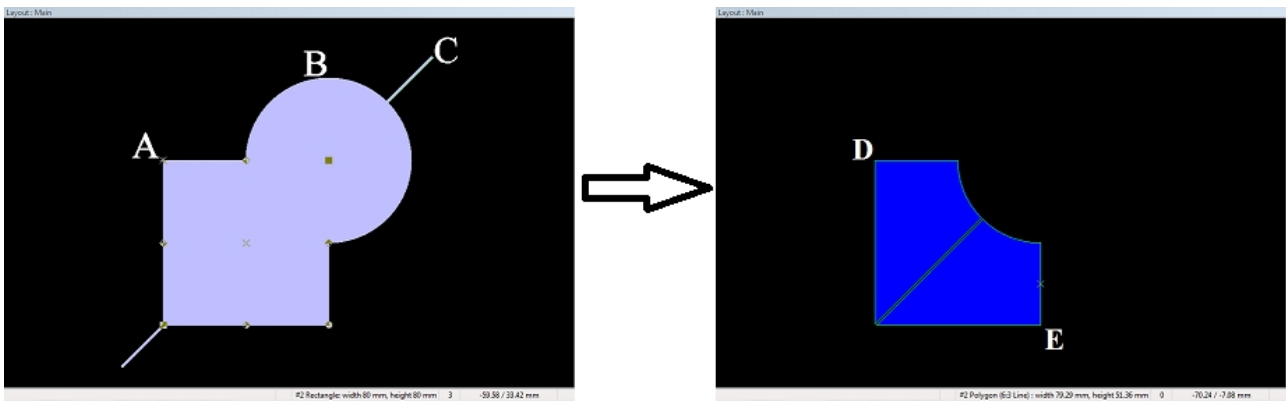 Layout : Main
B
C
A
#2 Rectangle: width 80 mm, height 80 mm 3 -59.58 / 33.42 mm
Layout : Main
D
E
#2 Polygon (6:3 Line) : width 79.29 mm, height 51.36 mm 0 -70.24 / -7.08 mm